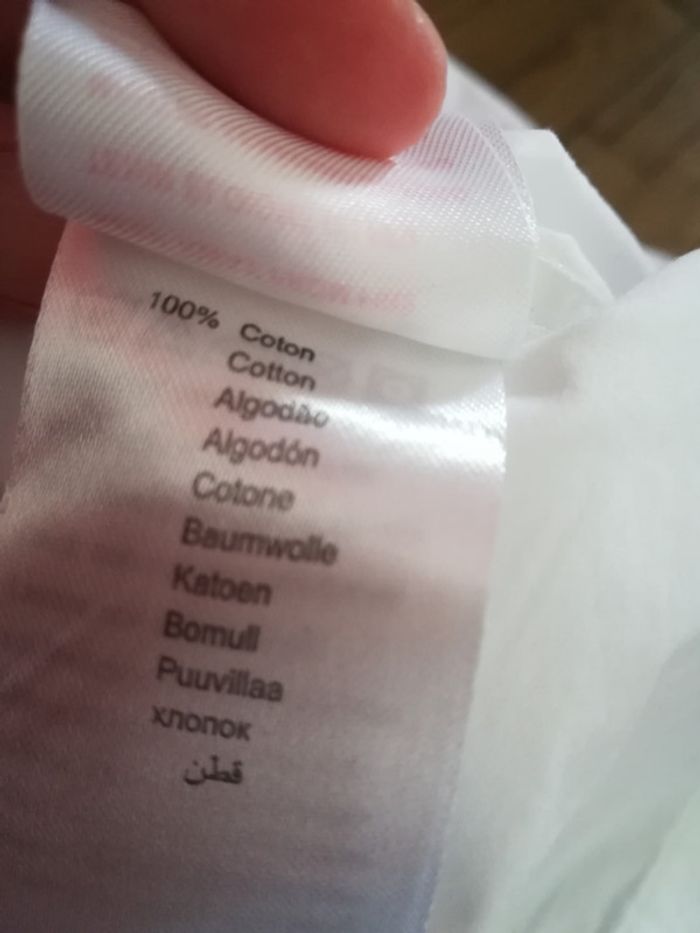 100% Coton
Cotton
Algodão
Algodón
Cotone
Baumwolle
Katoen
Bomull
Puuvillaa
хлопок
قطن